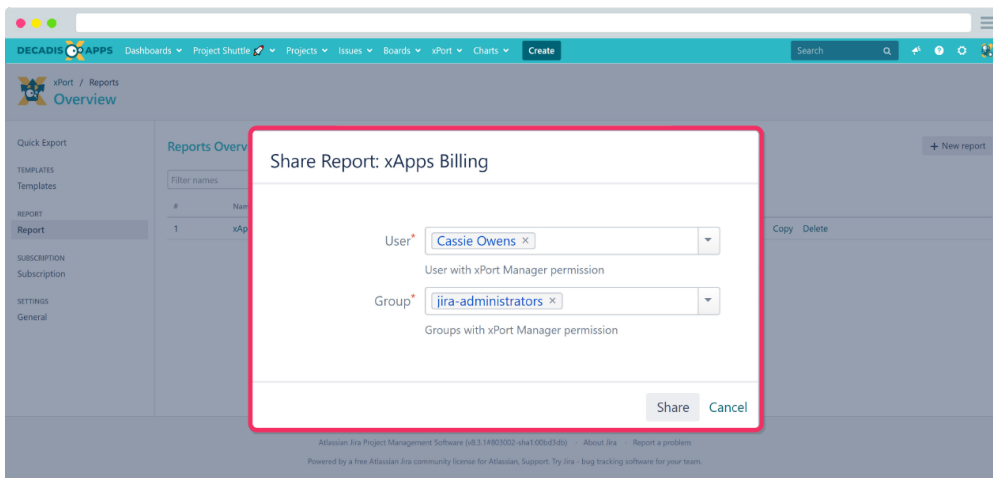 DECADIS APPS Dashboards Project Shuttle 🚀 Projects Issues Boards xPort Charts Create Search
xPort / Reports
Overview
Quick Export
TEMPLATES
Templates
REPORT
Report
SUBSCRIPTION
Subscription
SETTINGS
General
Reports Overv
+ New report
Filter names
# Nam
1 xAp Copy Delete
Share Report: xApps Billing
User* Cassie Owens ×
User with xPort Manager permission
Group* jira-administrators ×
Groups with xPort Manager permission
Share Cancel
Atlassian Jira Project Management Software (v8.3.1#803002-sha1:00bd3db) · About Jira · Report a problem
Powered by a free Atlassian Jira community license for Atlassian, Support. Try Jira - bug tracking software for your team.